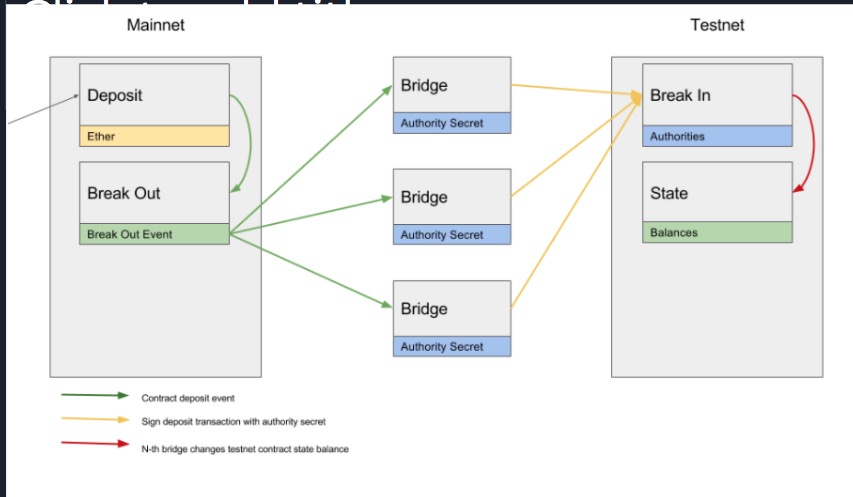 Mainnet
Testnet
Deposit
Ether
Break Out
Break Out Event
Bridge
Authority Secret
Bridge
Authority Secret
Bridge
Authority Secret
Break In
Authorities
State
Balances
Contract deposit event
Sign deposit transaction with authority secret
N-th bridge changes testnet contract state balance